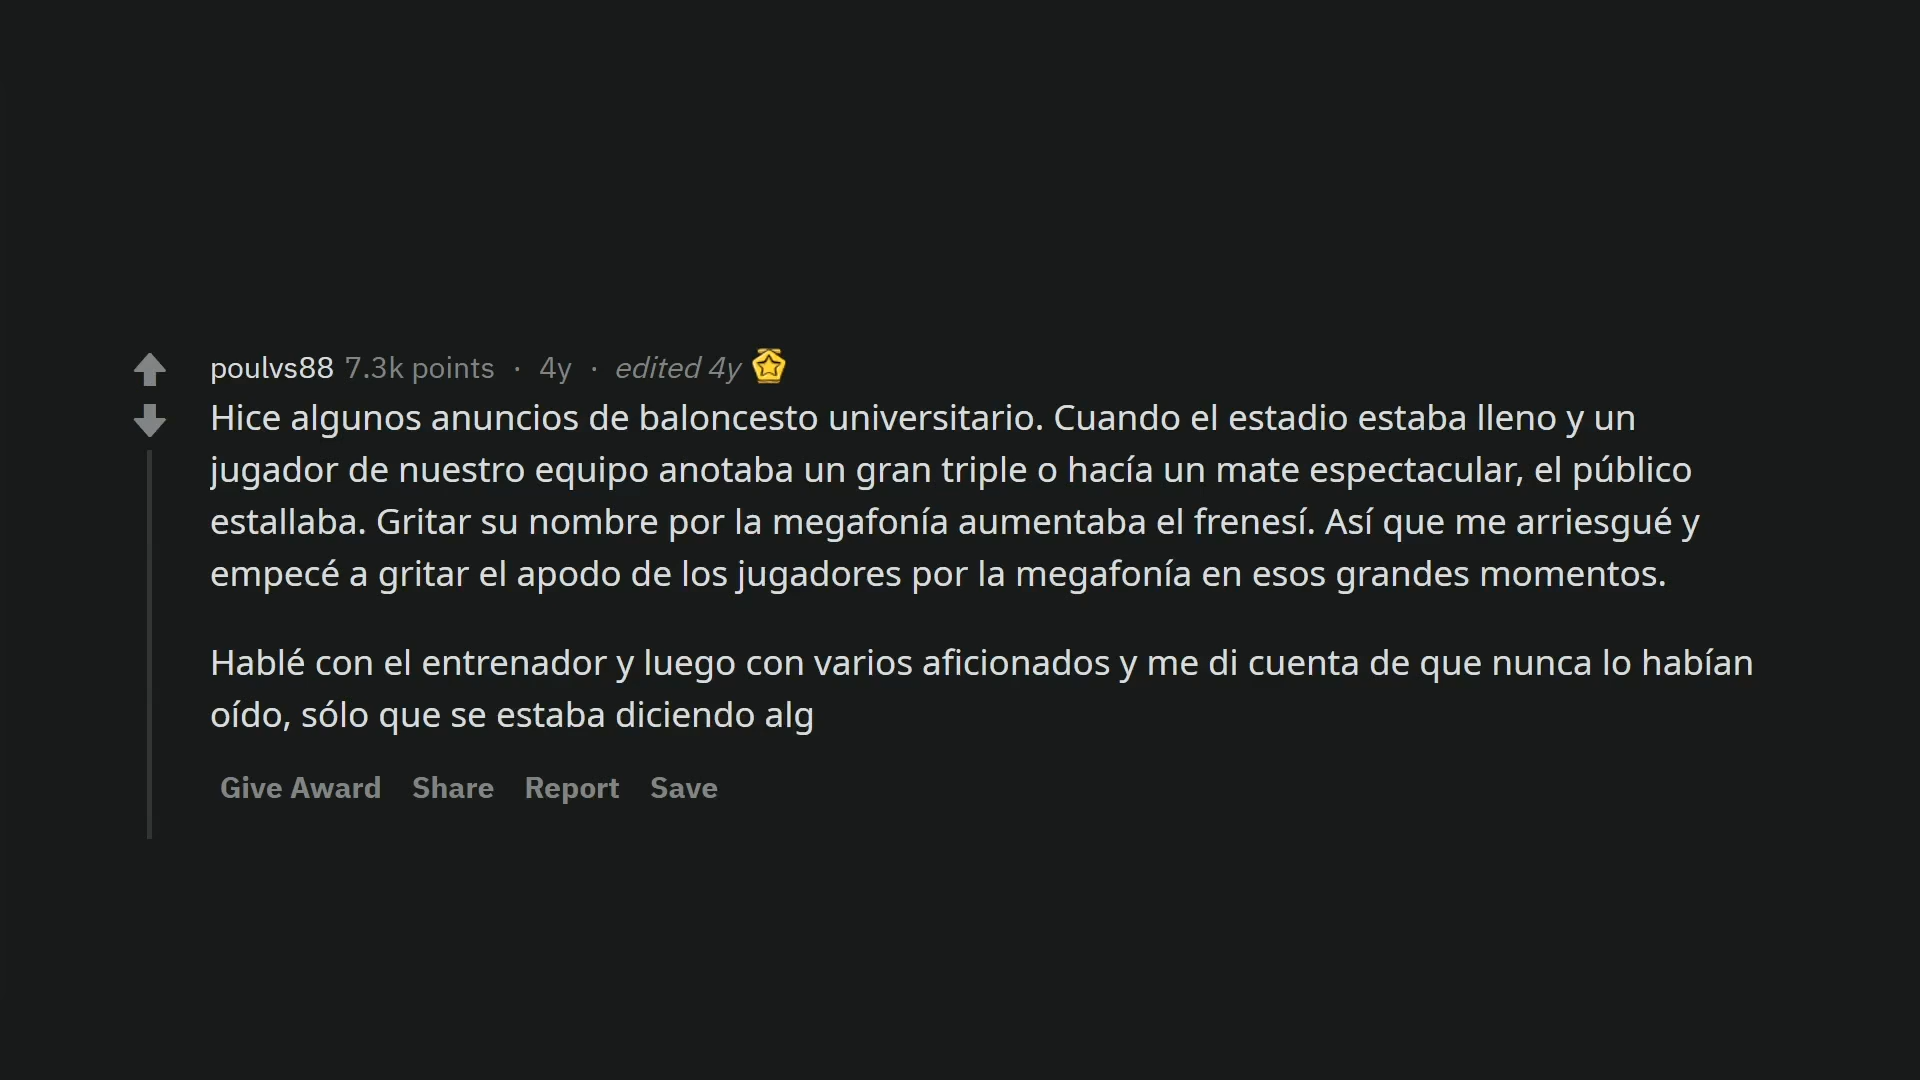 poulvs88 7.3k points · 4y · edited 4y
Hice algunos anuncios de baloncesto universitario. Cuando el estadio estaba lleno y un
jugador de nuestro equipo anotaba un gran triple o hacía un mate espectacular, el público
estallaba. Gritar su nombre por la megafonía aumentaba el frenesí. Así que me arriesgué y
empecé a gritar el apodo de los jugadores por la megafonía en esos grandes momentos.
Hablé con el entrenador y luego con varios aficionados y me di cuenta de que nunca lo habían
oído, sólo que se estaba diciendo alg
Give Award Share Report Save